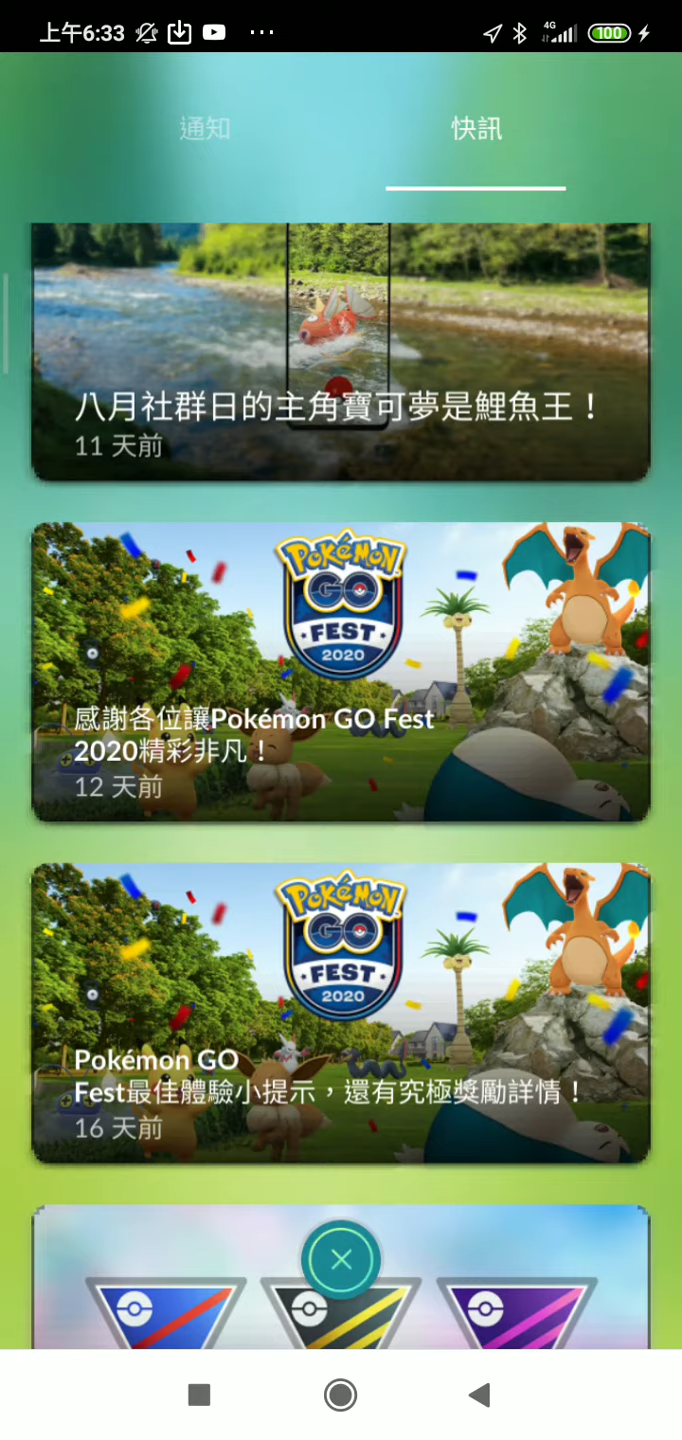 上午6:33
4G
100
通知
快訊
八月社群日的主角寶可夢是鯉魚王！
11 天前
POKéMON
GO
FEST
2020
感謝各位讓Pokémon GO Fest
2020精彩非凡！
12 天前
POKéMON
GO
FEST
2020
Pokémon GO
Fest最佳體驗小提示，還有究極獎勵詳情！
16 天前